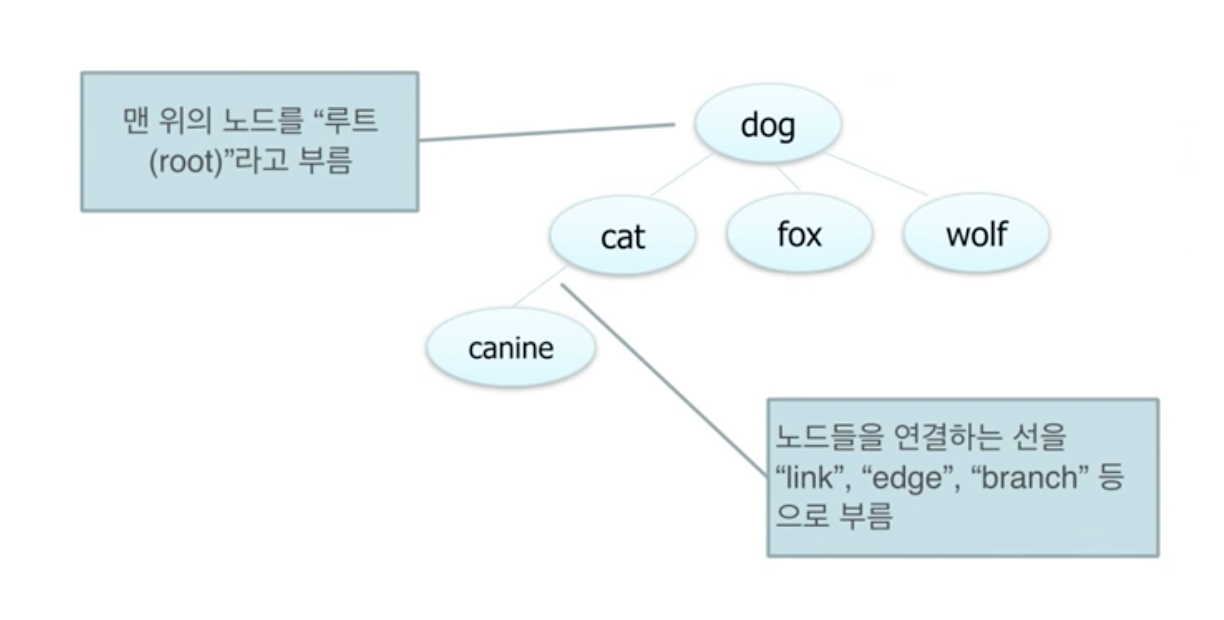 맨 위의 노드를 “루트
(root)”라고 부름
dog
cat
fox
wolf
canine
노드들을 연결하는 선을
“link”, “edge”, “branch” 등
으로 부름